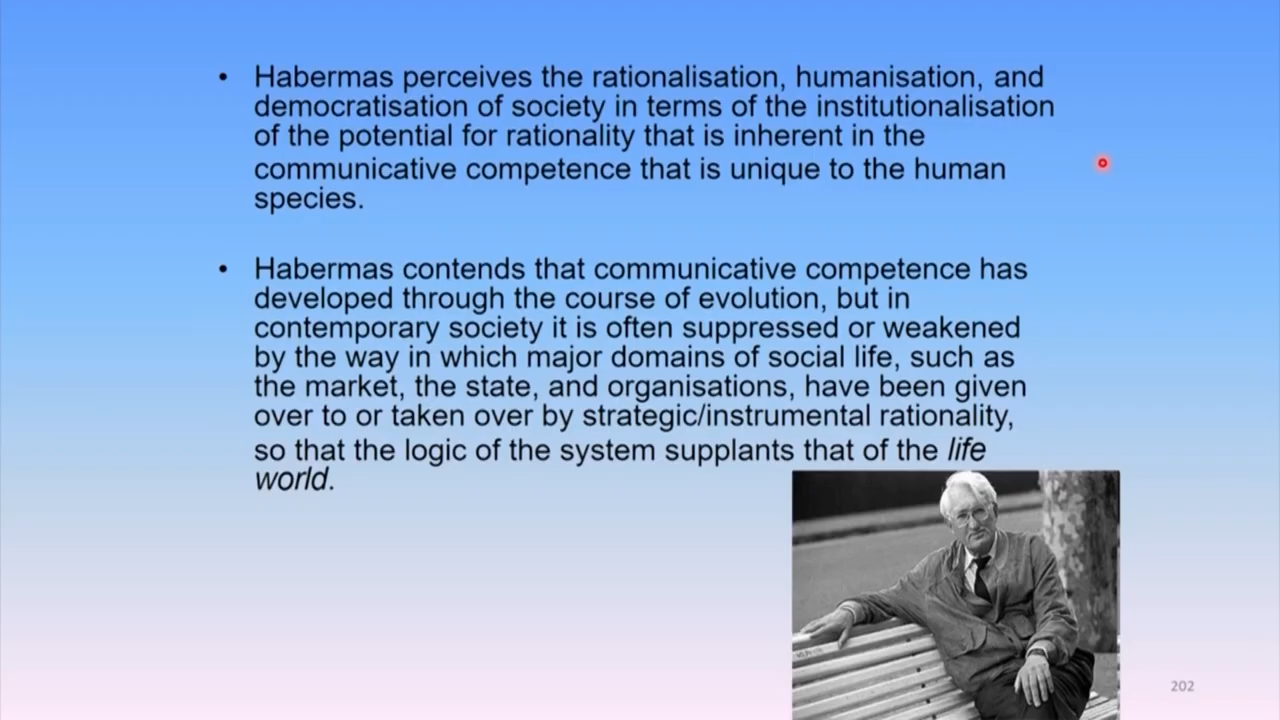 • Habermas perceives the rationalisation, humanisation, and
democratisation of society in terms of the institutionalisation
of the potential for rationality that is inherent in the
communicative competence that is unique to the human
species.
• Habermas contends that communicative competence has
developed through the course of evolution, but in
contemporary society it is often suppressed or weakened
by the way in which major domains of social life, such as
the market, the state, and organisations, have been given
over to or taken over by strategic/instrumental rationality,
so that the logic of the system supplants that of the life
world.
202